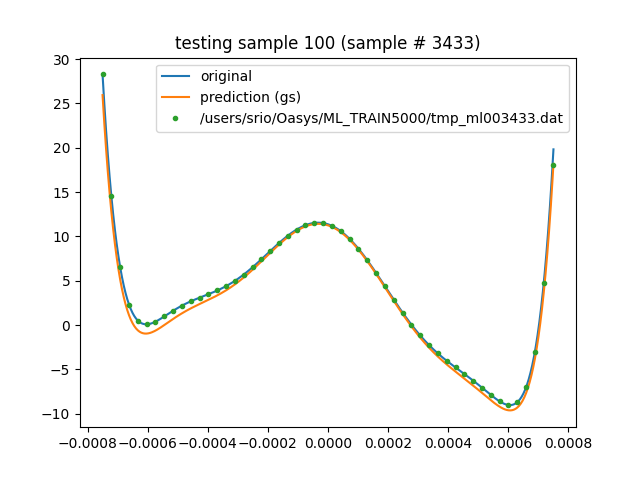 testing sample 100 (sample # 3433)
original
prediction (gs)
/users/srio/Oasys/ML_TRAIN5000/tmp_ml003433.dat
30
25
20
15
10
5
0
−5
−10
−0.0008 −0.0006 −0.0004 −0.0002 0.0000 0.0002 0.0004 0.0006 0.0008